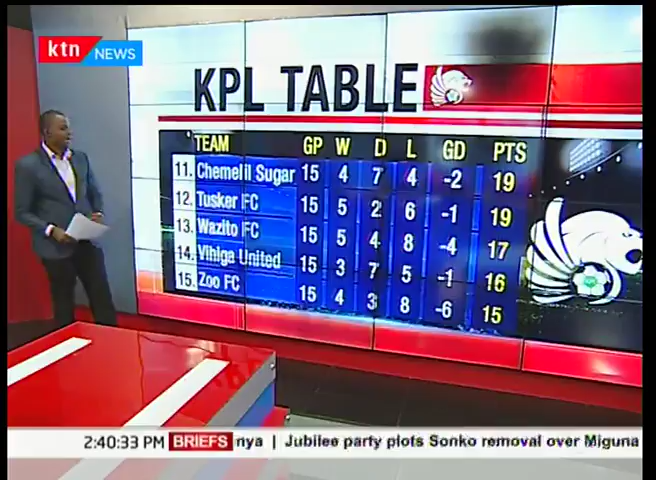 ktn NEWS
KPL TABLE
TEAM GP W D L GD PTS
11. Chemelil Sugar 15 4 7 4 -2 19
12. Tusker FC 15 5 2 6 -1 19
13. Wazito FC 15 5 4 8 -4 17
14. Vihiga United 15 3 7 5 -1 16
15. Zoo FC 15 4 3 8 -6 15
2:40:33 PM BRIEFS nya | Jubilee party plots Sonko removal over Miguna